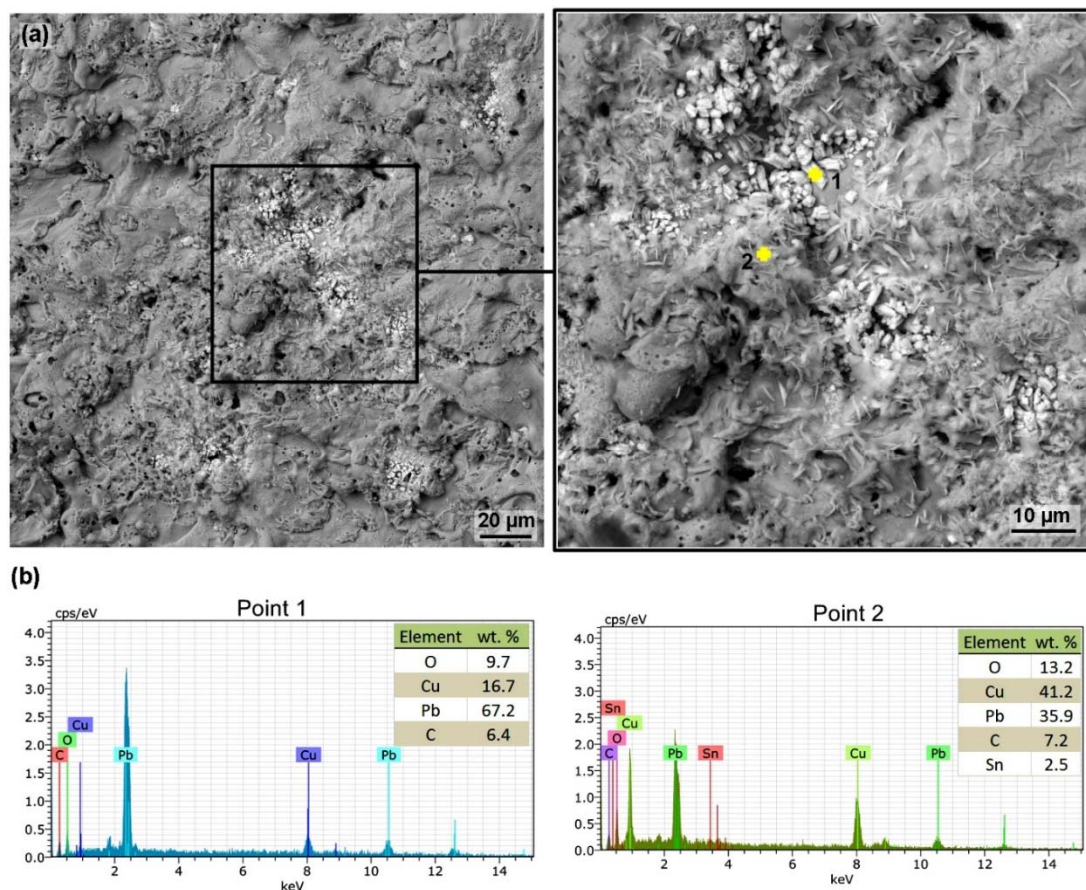 (a)
1
2
20 µm
10 µm
(b)
Point 1
cps/eV
4.0
3.5
3.0
2.5
2.0
1.5
1.0
0.5
0.0
C
O
Cu
Pb
Cu
Pb
2 4 6 8 10 12 14
keV
Element wt. %
O 9.7
Cu 16.7
Pb 67.2
C 6.4
Point 2
cps/eV
4.0
3.5
3.0
2.5
2.0
1.5
1.0
0.5
0.0
Sn
Cu
O
C
Pb
Sn
Cu
Pb
2 4 6 8 10 12 14
keV
Element wt. %
O 13.2
Cu 41.2
Pb 35.9
C 7.2
Sn 2.5